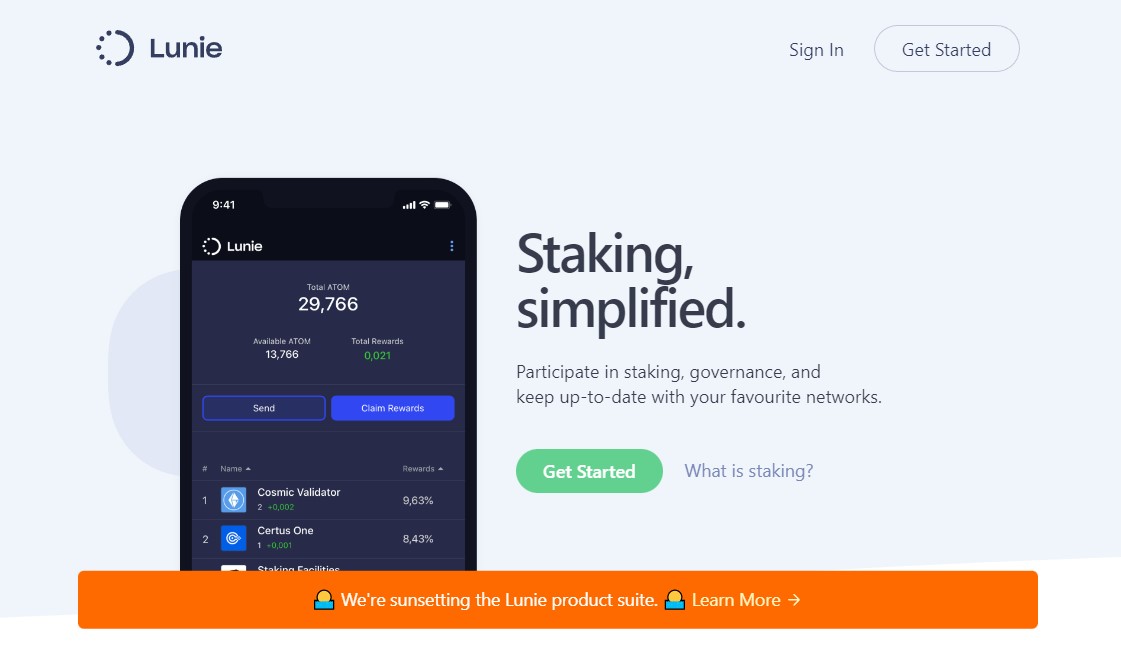 Lunie
Sign In
Get Started
9:41
Lunie
Total ATOM
29,766
Available ATOM
Total Rewards
13,766
0,021
Send
Claim Rewards
# Name
Rewards
1 Cosmic Validator 9,63%
2 +0,002
2 Certus One 8,43%
1 +0,001
Staking Facilities
Staking,
simplified.
Participate in staking, governance, and
keep up-to-date with your favourite networks.
Get Started
What is staking?
We're sunsetting the Lunie product suite. Learn More →